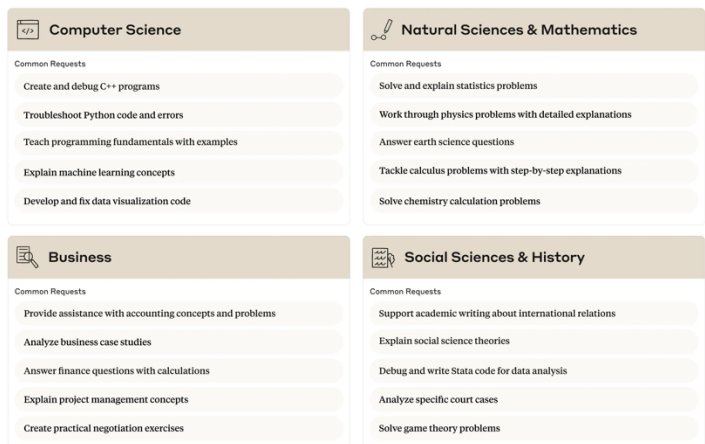 Computer Science
Common Requests
Create and debug C++ programs
Troubleshoot Python code and errors
Teach programming fundamentals with examples
Explain machine learning concepts
Develop and fix data visualization code
Natural Sciences & Mathematics
Common Requests
Solve and explain statistics problems
Work through physics problems with detailed explanations
Answer earth science questions
Tackle calculus problems with step-by-step explanations
Solve chemistry calculation problems
Business
Common Requests
Provide assistance with accounting concepts and problems
Analyze business case studies
Answer finance questions with calculations
Explain project management concepts
Create practical negotiation exercises
Social Sciences & History
Common Requests
Support academic writing about international relations
Explain social science theories
Debug and write Stata code for data analysis
Analyze specific court cases
Solve game theory problems